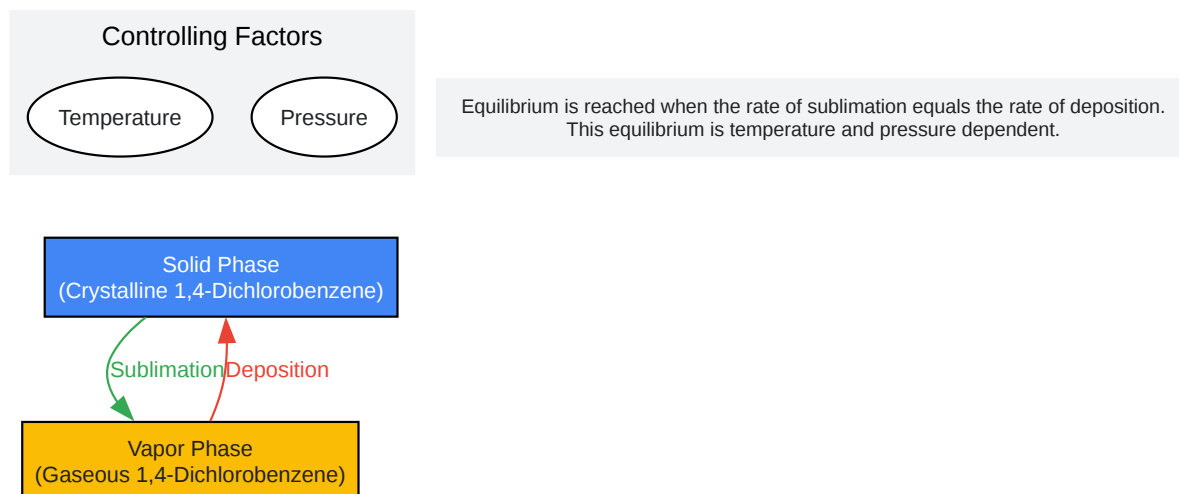 Controlling Factors
Temperature
Pressure
Equilibrium is reached when the rate of sublimation equals the rate of deposition.
This equilibrium is temperature and pressure dependent.
Solid Phase
(Crystalline 1,4-Dichlorobenzene)
Sublimation
Deposition
Vapor Phase
(Gaseous 1,4-Dichlorobenzene)